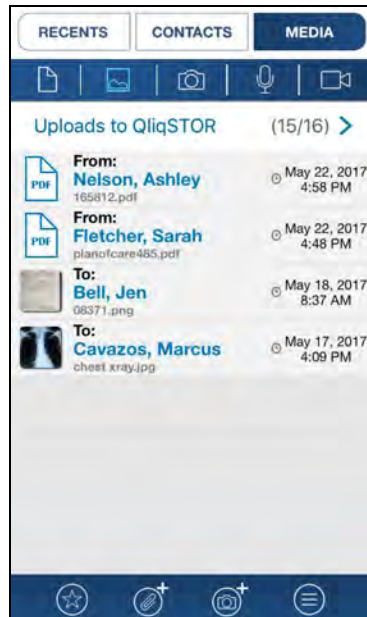 RECENTS CONTACTS MEDIA
Uploads to QliqSTOR (15/16)
From:
PDF Nelson, Ashley May 22, 2017
165812.pdf 4:58 PM
From:
PDF Fletcher, Sarah May 22, 2017
planofcare485.pdf 4:48 PM
To:
Bell, Jen May 18, 2017
08371.png 8:37 AM
To:
Cavazos, Marcus May 17, 2017
chest xray.jpg 4:09 PM